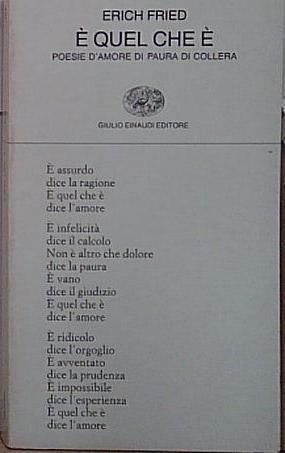 ERICH FRIED
È QUEL CHE È
POESIE D'AMORE DI PAURA DI COLLERA
GIULIO EINAUDI EDITORE
È assurdo
dice la ragione
È quel che è
dice l'amore
È infelicità
dice il calcolo
Non è altro che dolore
dice la paura
È vano
dice il giudizio
È quel che è
dice l'amore
È ridicolo
dice l'orgoglio
È avventato
dice la prudenza
È impossibile
dice l'esperienza
È quel che è
dice l'amore